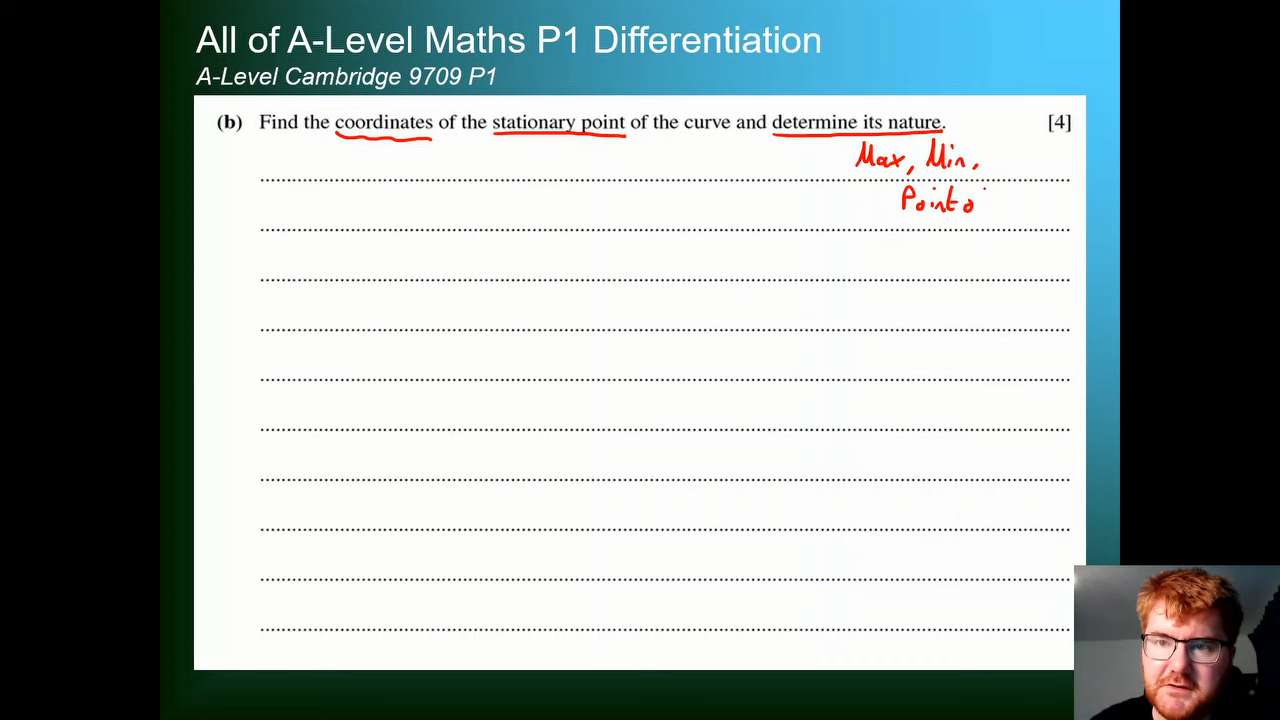 All of A-Level Maths P1 Differentiation
A-Level Cambridge 9709 P1
(b) Find the coordinates of the stationary point of the curve and determine its nature. [4]
Max, Min,
Point o